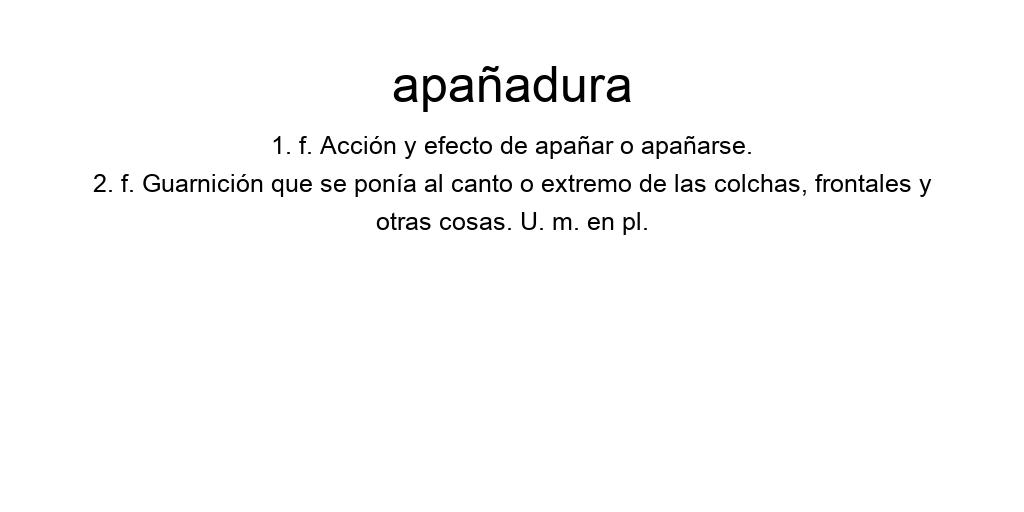 apañadura
1. f. Acción y efecto de apañar o apañarse.
2. f. Guarnición que se ponía al canto o extremo de las colchas, frontales y
otras cosas. U. m. en pl.